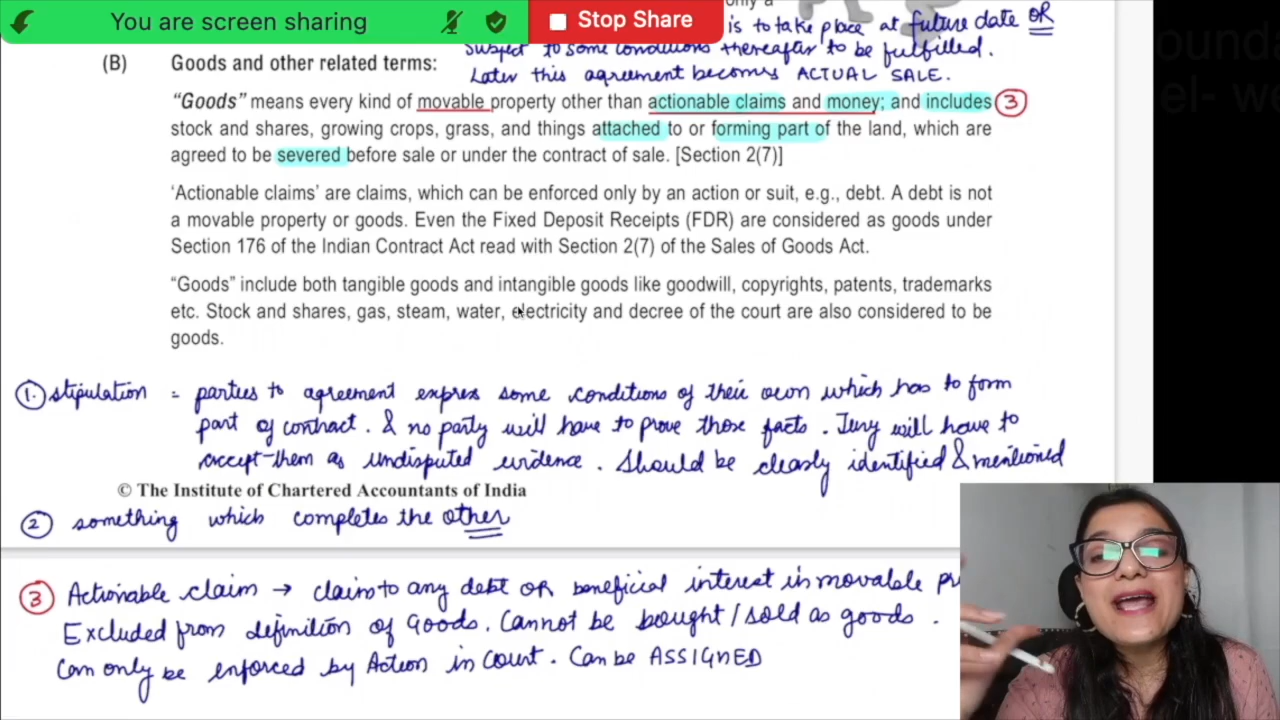 You are screen sharing
Stop Share
is to take place at future date OR
subject to some conditions thereafter to be fulfilled.
Later this agreement becomes ACTUAL SALE.
(B) Goods and other related terms:
“Goods” means every kind of movable property other than actionable claims and money; and includes ③
stock and shares, growing crops, grass, and things attached to or forming part of the land, which are
agreed to be severed before sale or under the contract of sale. [Section 2(7)]
‘Actionable claims’ are claims, which can be enforced only by an action or suit, e.g., debt. A debt is not
a movable property or goods. Even the Fixed Deposit Receipts (FDR) are considered as goods under
Section 176 of the Indian Contract Act read with Section 2(7) of the Sales of Goods Act.
“Goods” include both tangible goods and intangible goods like goodwill, copyrights, patents, trademarks
etc. Stock and shares, gas, steam, water, electricity and decree of the court are also considered to be
goods.
① stipulation = parties to agreement express some conditions of their own which has to form
part of contract. & no party will have to prove those facts. Jury will have to
accept them as undisputed evidence. Should be clearly identified & mentioned
© The Institute of Chartered Accountants of India
② something which completes the other
③ Actionable claim → claim to any debt OR beneficial interest in movable
Excluded from definition of Goods. Cannot be bought/sold as goods.
Can only be enforced by Action in Court. Can be ASSIGNED